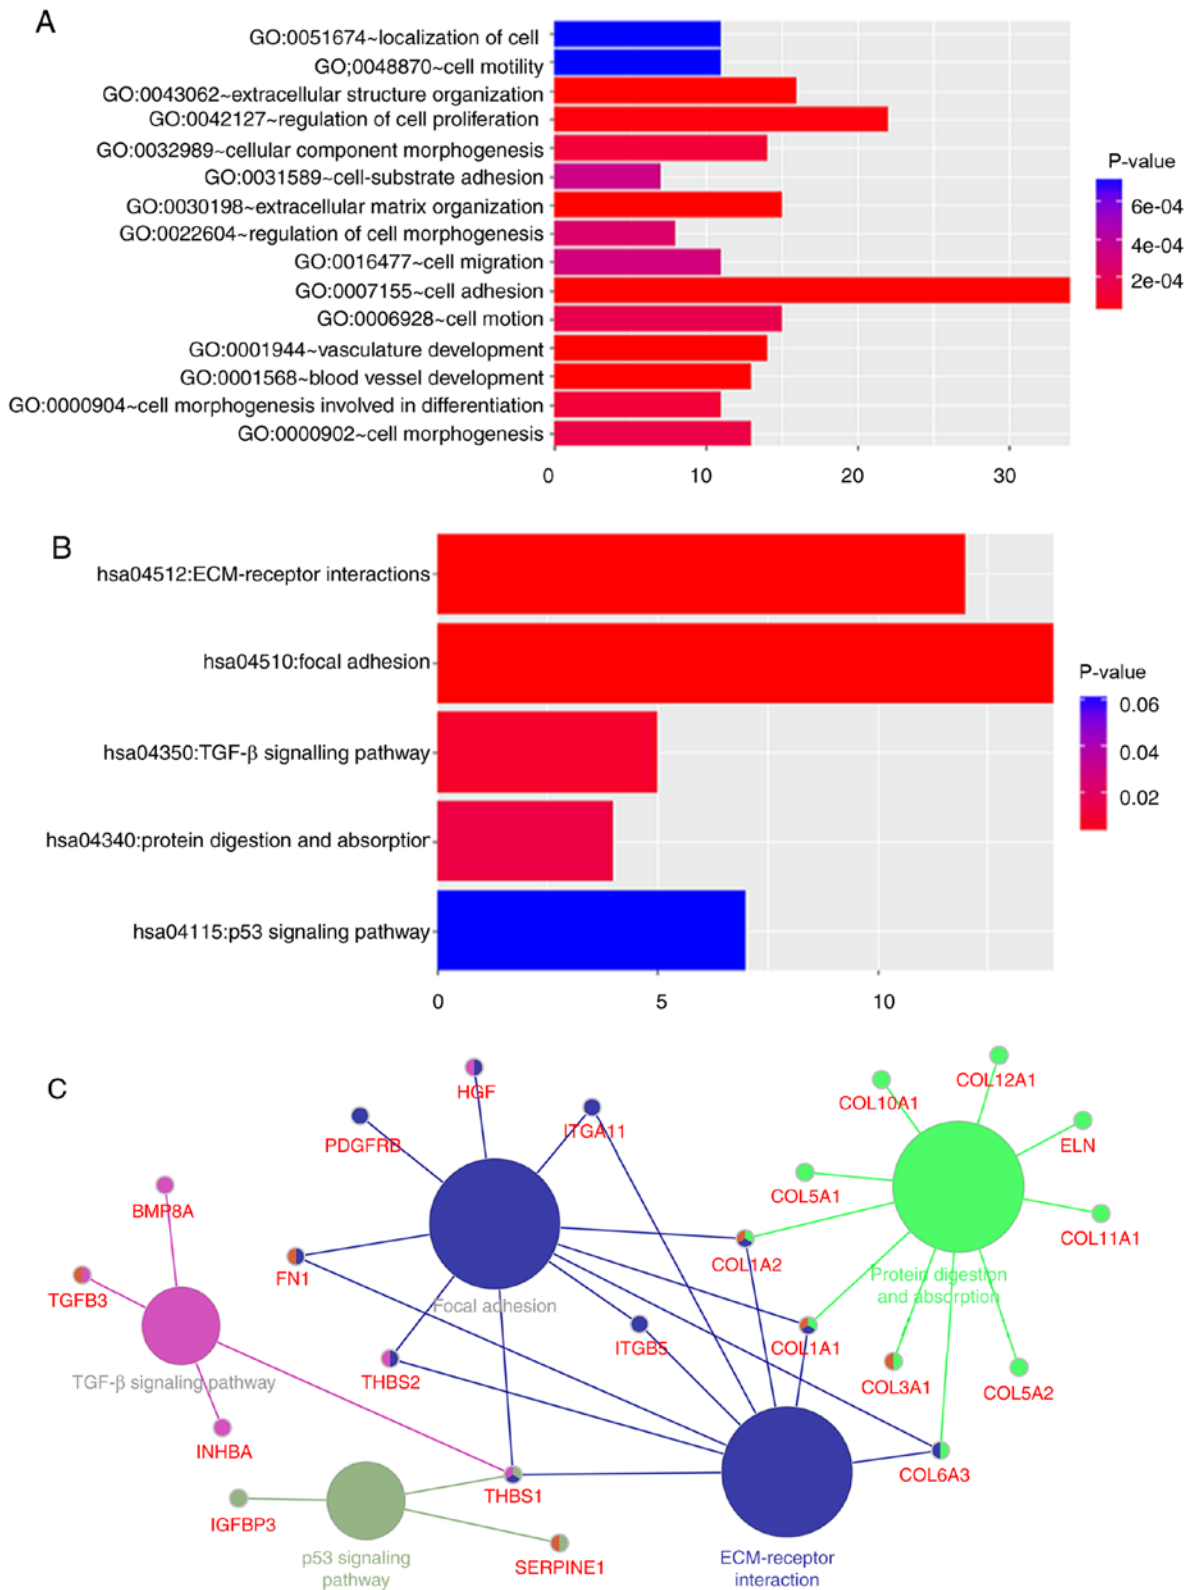 A
GO:0051674~localization of cell
GO;0048870~cell motility
GO:0043062~extracellular structure organization
GO:0042127~regulation of cell proliferation
GO:0032989~cellular component morphogenesis
GO:0031589~cell-substrate adhesion
GO:0030198~extracellular matrix organization
GO:0022604~regulation of cell morphogenesis
GO:0016477~cell migration
GO:0007155~cell adhesion
GO:0006928~cell motion
GO:0001944~vasculature development
GO:0001568~blood vessel development
GO:0000904~cell morphogenesis involved in differentiation
GO:0000902~cell morphogenesis
0 10 20 30
P-value
6e-04
4e-04
2e-04
B
hsa04512:ECM-receptor interactions
hsa04510:focal adhesion
hsa04350:TGF-β signalling pathway
hsa04340:protein digestion and absorption
hsa04115:p53 signaling pathway
0 5 10
P-value
0.06
0.04
0.02
C
HGF
PDGFRB
ITGA11
COL12A1
COL10A1
ELN
COL5A1
COL11A1
BMP8A
TGFB3
FN1
COL1A2
Protein digestion
and absorption
Focal adhesion
ITGB5
COL1A1
THBS2
COL3A1
COL5A2
TGF-β signaling pathway
INHBA
THBS1
COL6A3
IGFBP3
SERPINE1
p53 signaling
pathway
ECM-receptor
interaction